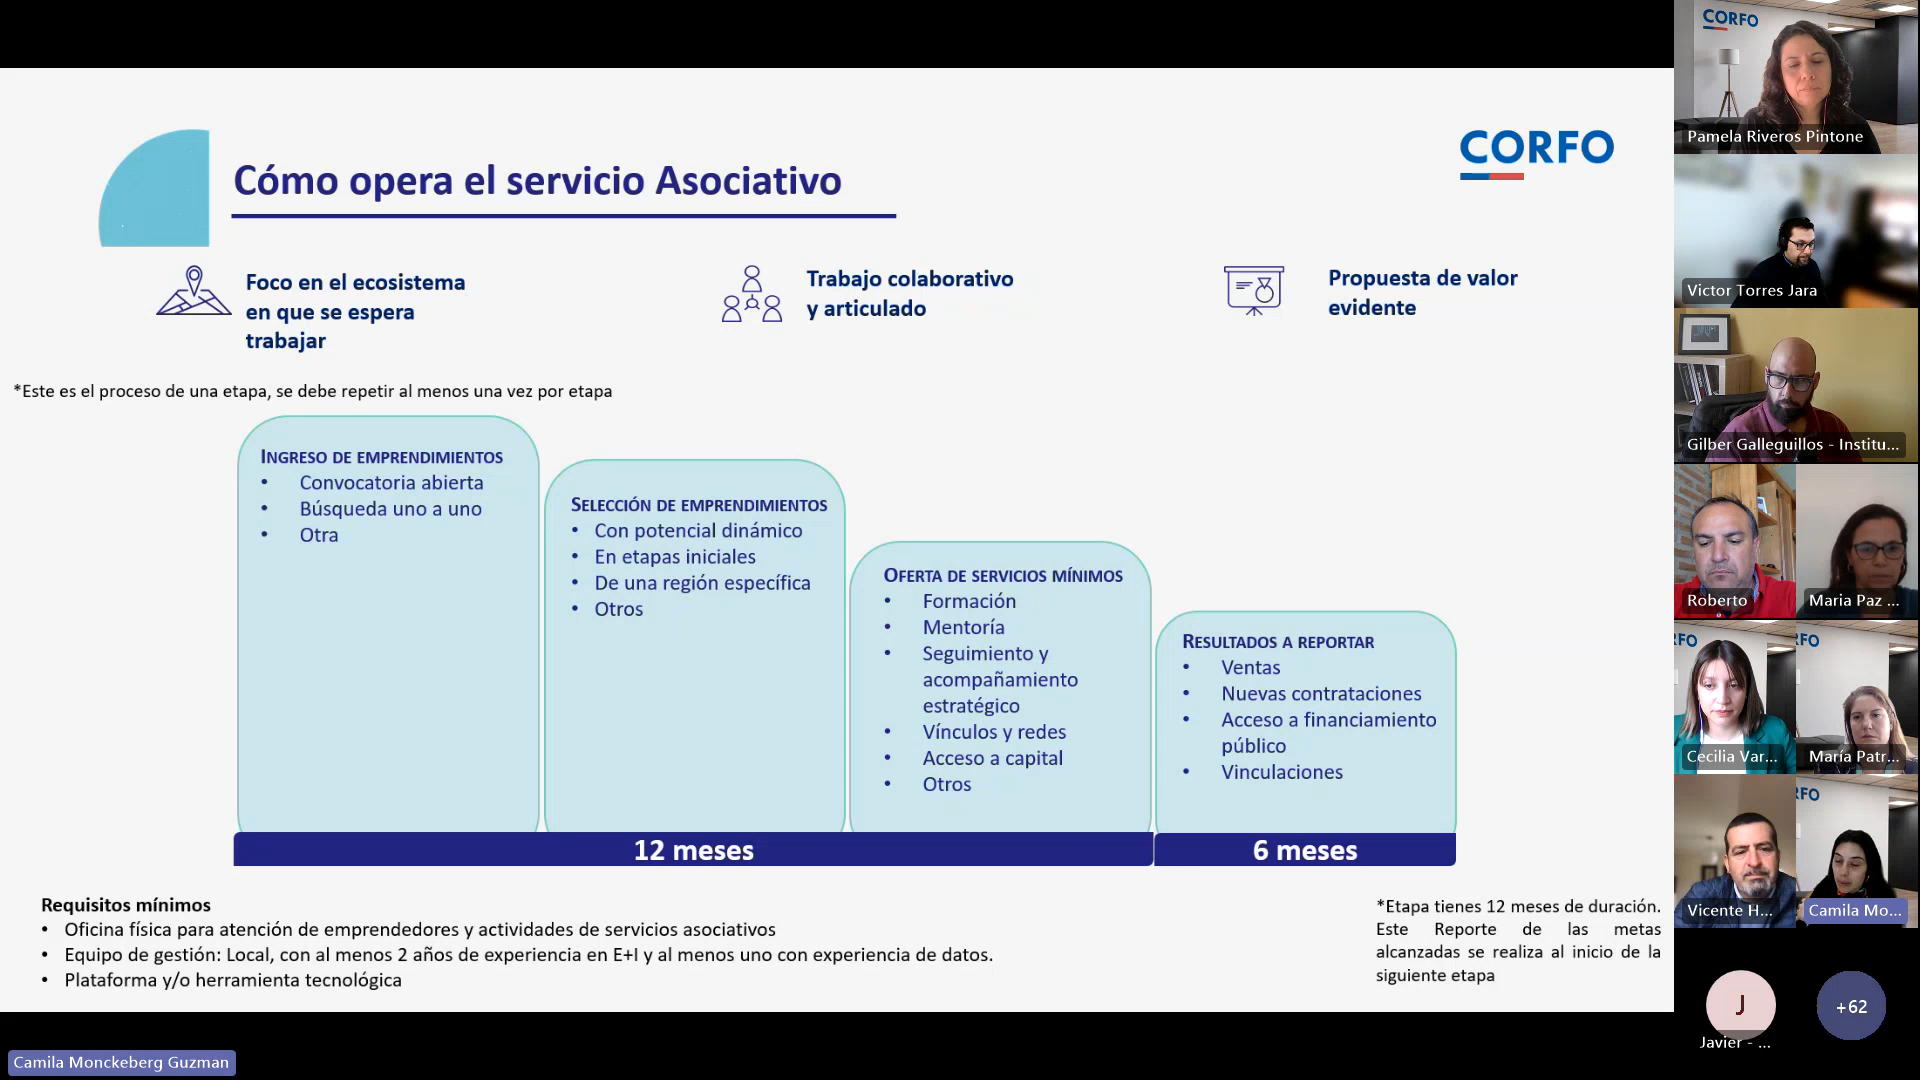 Cómo opera el servicio Asociativo
CORFO
Foco en el ecosistema
en que se espera
trabajar
Trabajo colaborativo
y articulado
Propuesta de valor
evidente
*Este es el proceso de una etapa, se debe repetir al menos una vez por etapa
INGRESO DE EMPRENDIMIENTOS
• Convocatoria abierta
• Búsqueda uno a uno
• Otra
SELECCIÓN DE EMPRENDIMIENTOS
• Con potencial dinámico
• En etapas iniciales
• De una región específica
• Otros
OFERTA DE SERVICIOS MÍNIMOS
• Formación
• Mentoría
• Seguimiento y
acompañamiento
estratégico
• Vínculos y redes
• Acceso a capital
• Otros
RESULTADOS A REPORTAR
• Ventas
• Nuevas contrataciones
• Acceso a financiamiento
público
• Vinculaciones
12 meses
6 meses
Requisitos mínimos
• Oficina física para atención de emprendedores y actividades de servicios asociativos
• Equipo de gestión: Local, con al menos 2 años de experiencia en E+I y al menos uno con experiencia de datos.
• Plataforma y/o herramienta tecnológica
*Etapa tienes 12 meses de duración.
Este Reporte de las metas
alcanzadas se realiza al inicio de la
siguiente etapa
Camila Monckeberg Guzman
CORFO
Pamela Riveros Pintone
Victor Torres Jara
Gilber Galleguillos - Institu...
Roberto
Maria Paz ...
RFO
RFO
Cecilia Var...
María Patr...
RFO
Vicente H...
Camila Mo...
J
+62
Javier - ...